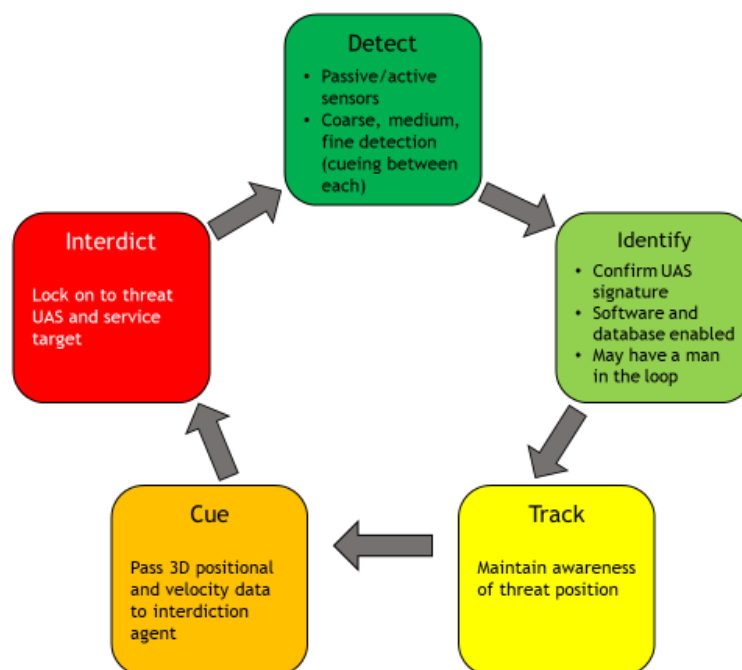 Detect
• Passive/active
sensors
• Coarse, medium,
fine detection
(cueing between
each)
Identify
• Confirm UAS
signature
• Software and
database enabled
• May have a man
in the loop
Track
Maintain awareness
of threat position
Cue
Pass 3D positional
and velocity data
to interdiction
agent
Interdict
Lock on to threat
UAS and service
target